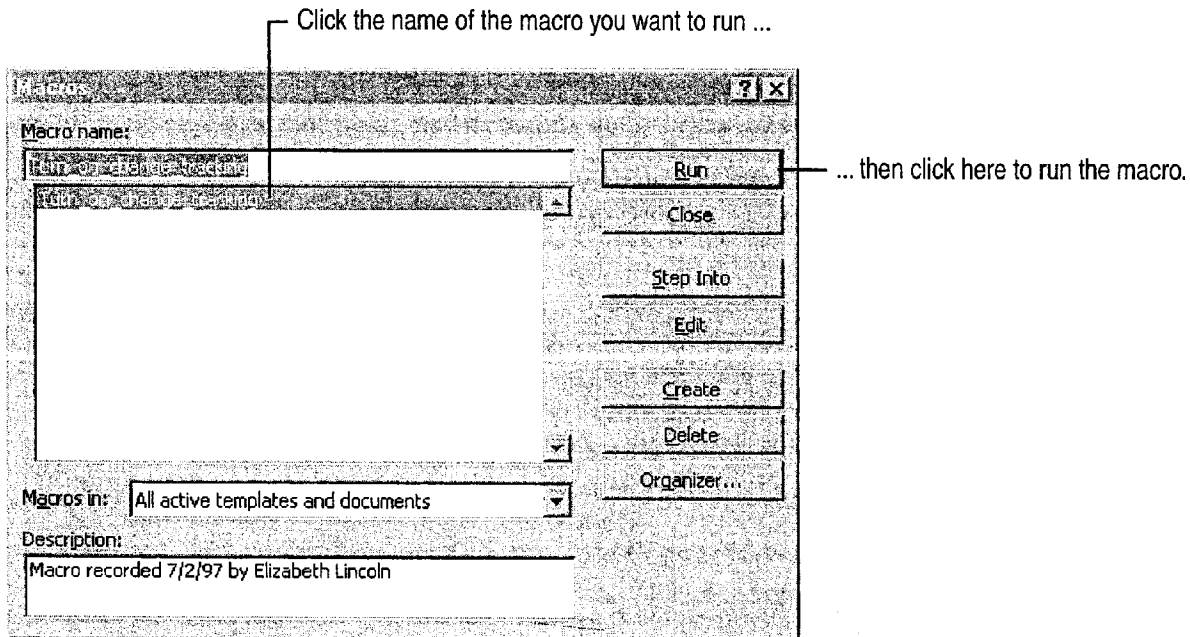 Click the name of the macro you want to run ...
Macros
? ×
Macro name:
Turn_on_change_tracking
Turn_on_change_tracking
Run
... then click here to run the macro.
Close
Step Into
Edit
Create
Delete
Organizer...
Macros in: All active templates and documents
Description:
Macro recorded 7/2/97 by Elizabeth Lincoln